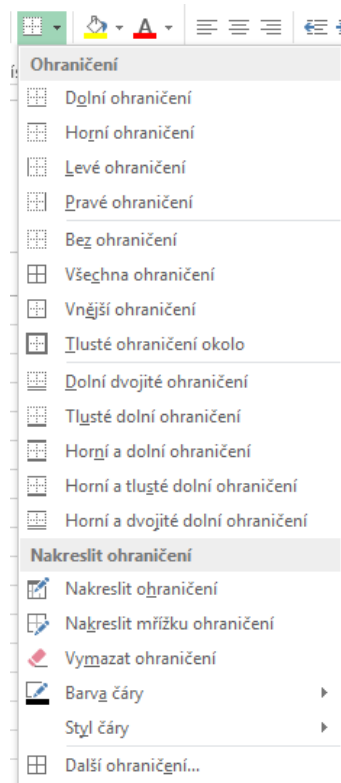 A
Ohraničení
Dolní ohraničení
Horní ohraničení
Levé ohraničení
Pravé ohraničení
Bez ohraničení
Všechna ohraničení
Vnější ohraničení
Tlusté ohraničení okolo
Dolní dvojité ohraničení
Tlusté dolní ohraničení
Horní a dolní ohraničení
Horní a tlusté dolní ohraničení
Horní a dvojité dolní ohraničení
Nakreslit ohraničení
Nakreslit ohraničení
Nakreslit mřížku ohraničení
Vymazat ohraničení
Barva čáry
Styl čáry
Další ohraničení...